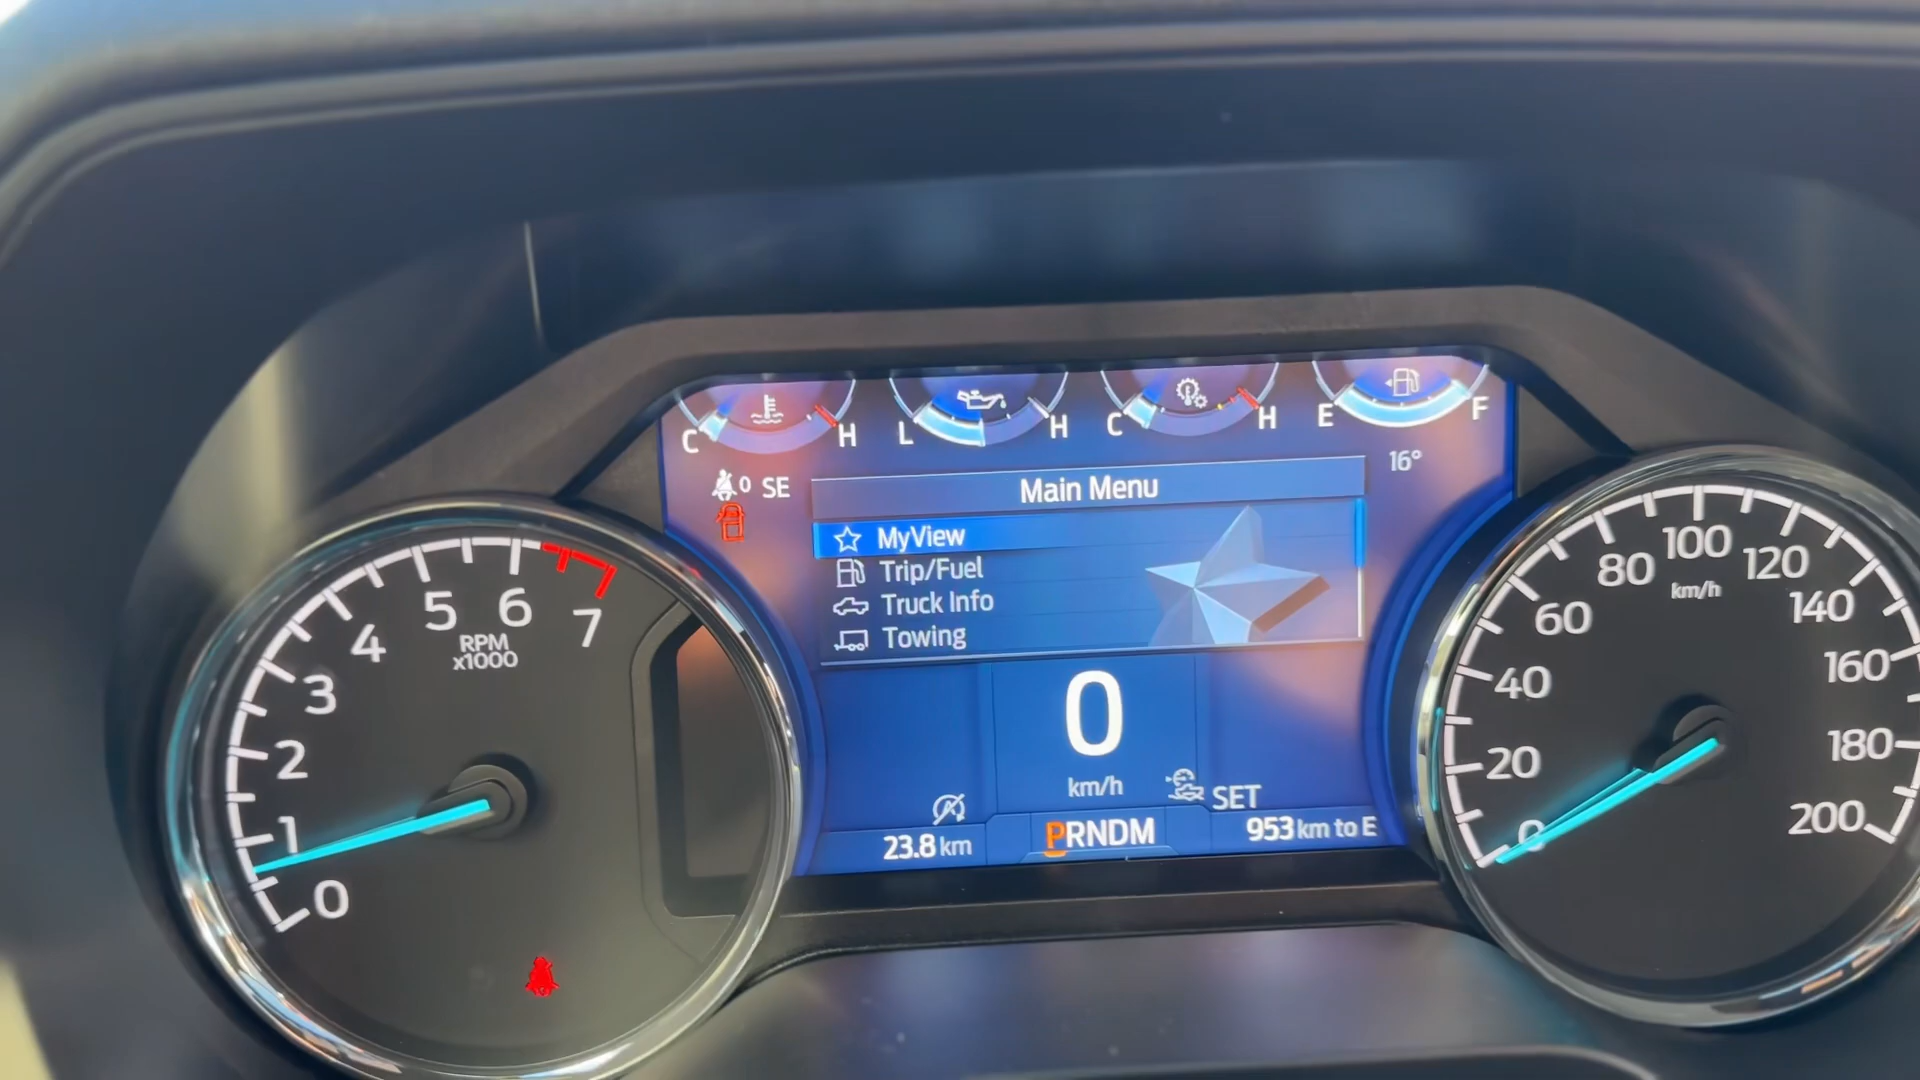 C H
L H
C H
E F
0 SE
16°
Main Menu
MyView
Trip/Fuel
Truck Info
Towing
0
km/h
SET
23.8 km
PRNDM
953 km to E
0
1
2
3
4
5
6
7
RPM
x1000
0
20
40
60
80
100
120
140
160
180
200
km/h